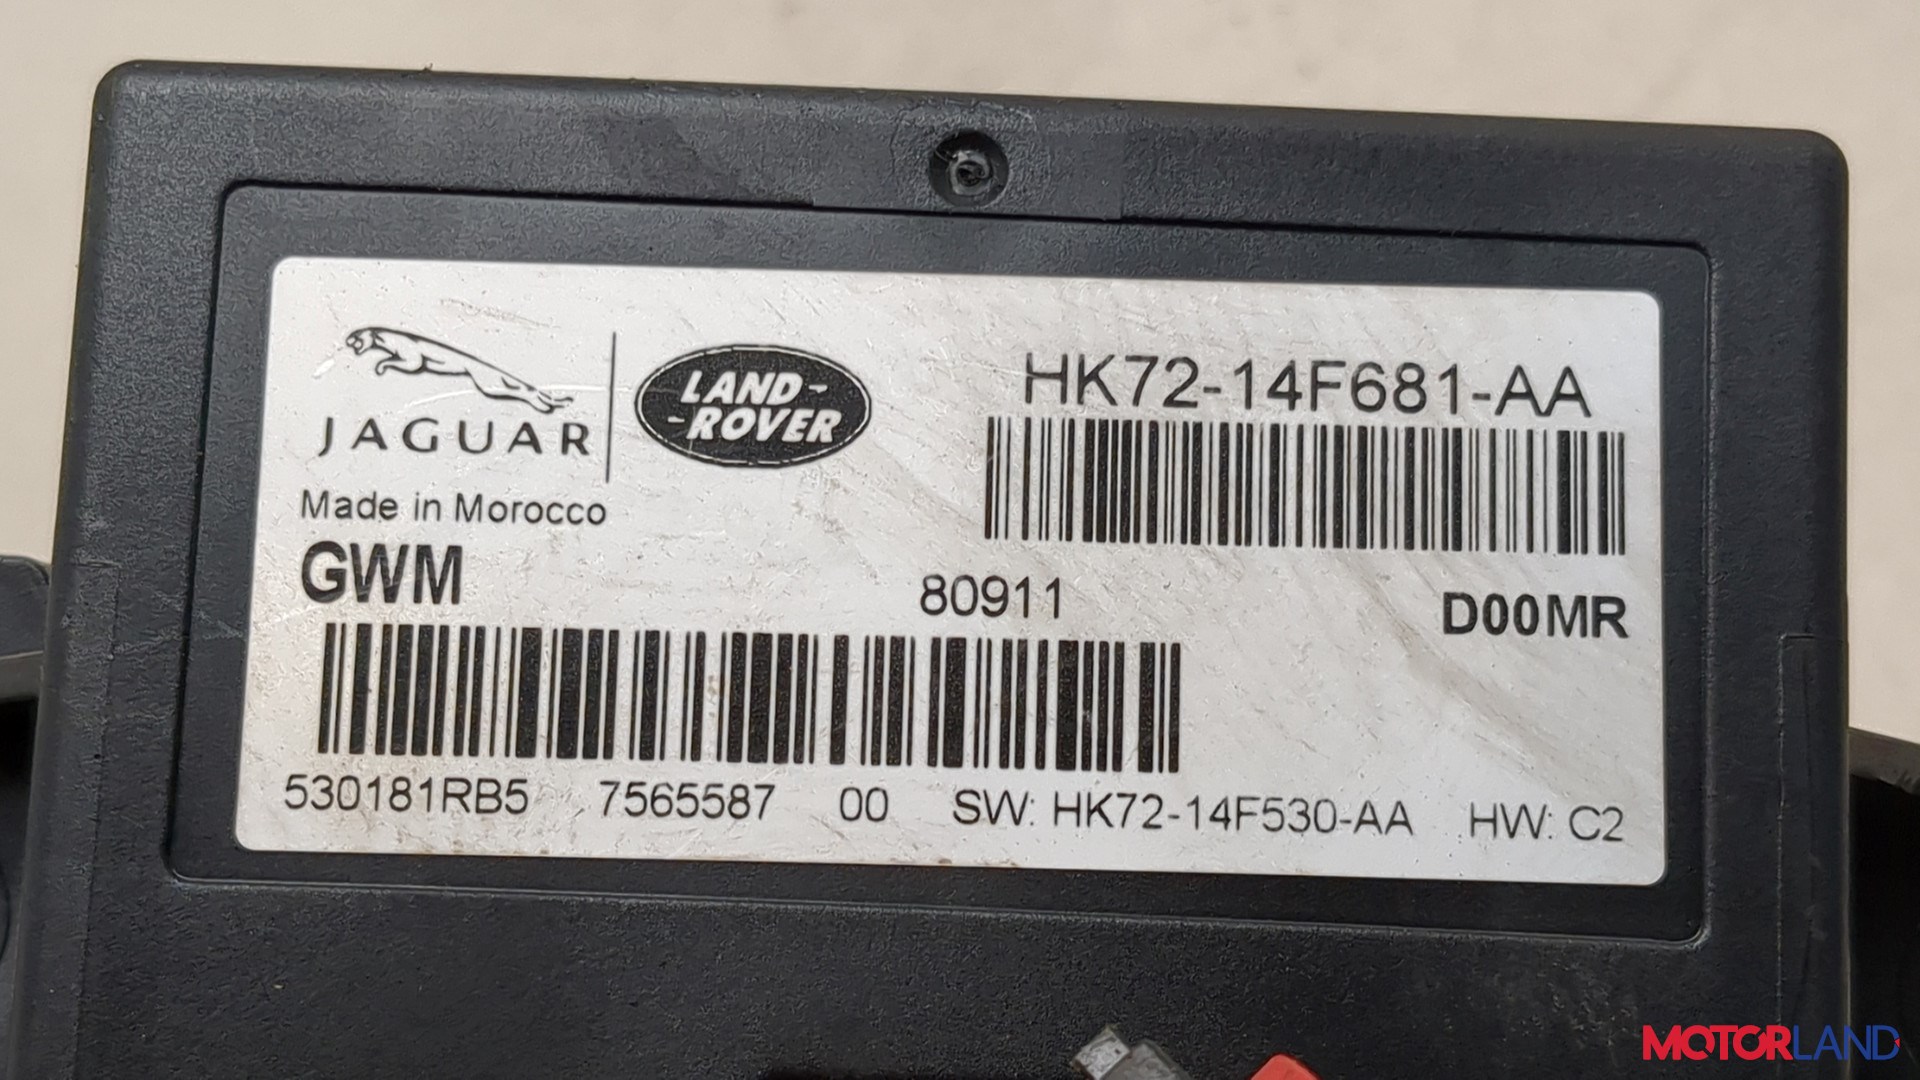 JAGUAR
LAND-
-ROVER
HK72-14F681-AA
Made in Morocco
GWM
80911
D00MR
530181RB5 7565587 00 SW: HK72-14F530-AA HW: C2
MOTORLAND